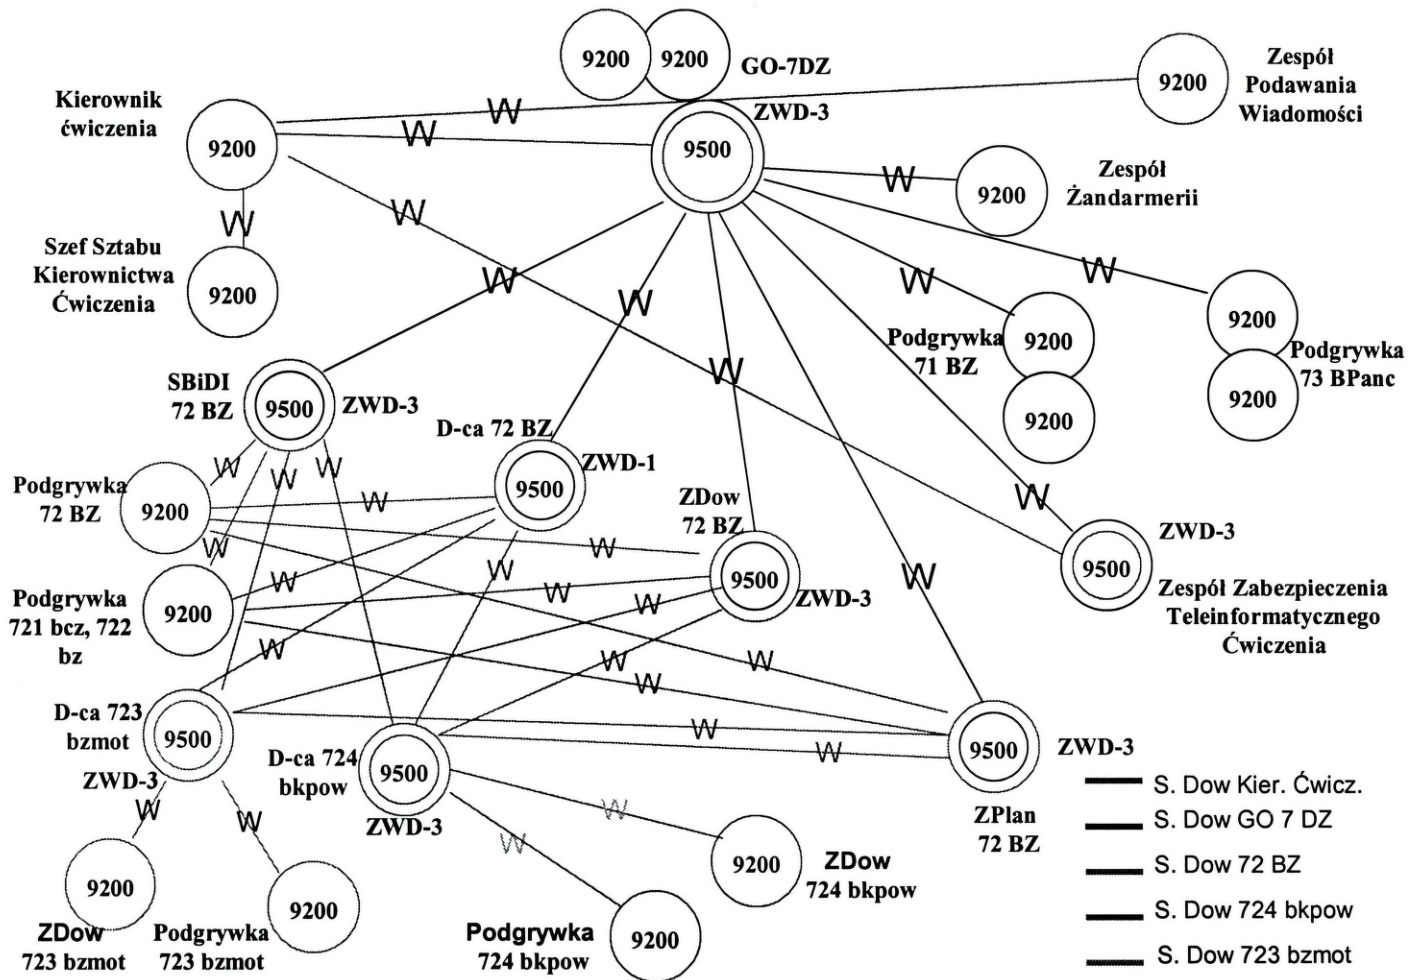 9200
9200
GO-7DZ
ZWD-3
9500
9200
Zespół
Podawania
Wiadomości
Kierownik
ćwiczenia
9200
W
W
W
Zespół
Żandarmerii
9200
W
W
Szef Sztabu
Kierownictwa
Ćwiczenia
9200
W
W
W
W
W
W
Podgrywka
71 BZ
9200
9200
9200
9200
Podgrywka
73 BPanc
SBiDI
72 BZ
9500
ZWD-3
D-ca 72 BZ
9500
ZWD-1
ZDow
72 BZ
9500
ZWD-3
W
W
ZWD-3
9500
Zespół Zabezpieczenia
Teleinformatycznego
Ćwiczenia
Podgrywka
72 BZ
9200
W
W
W
W
W
W
W
W
W
W
W
Podgrywka
721 bcz, 722
bz
9200
W
W
W
W
W
D-ca 723
bzmot
9500
ZWD-3
D-ca 724
bkpow
9500
ZWD-3
9500
ZWD-3
ZPlan
72 BZ
W
W
W
W
9200
ZDow
723 bzmot
9200
Podgrywka
723 bzmot
9200
Podgrywka
724 bkpow
9200
ZDow
724 bkpow
S. Dow Kier. Ćwicz.
S. Dow GO 7 DZ
S. Dow 72 BZ
S. Dow 724 bkpow
S. Dow 723 bzmot